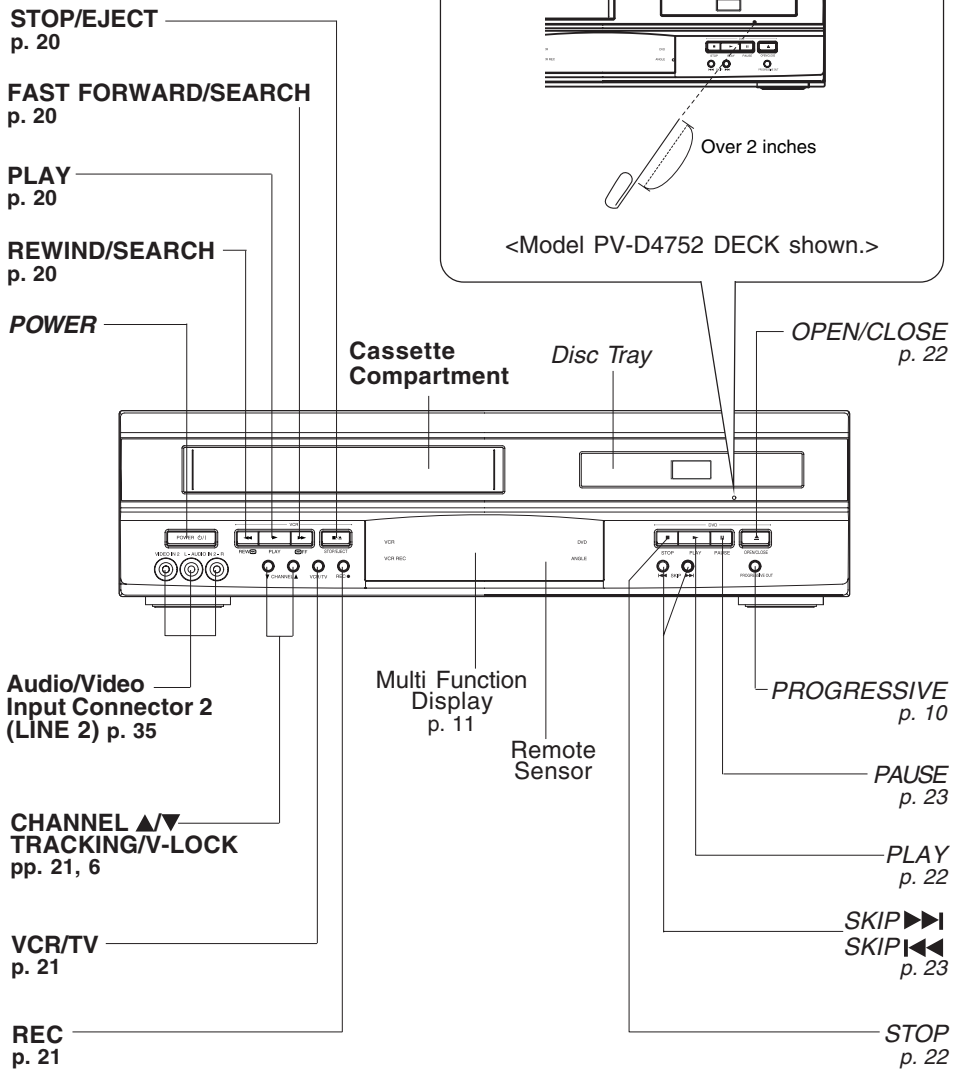 STOP/EJECT
p. 20
FAST FORWARD/SEARCH
p. 20
PLAY
p. 20
REWIND/SEARCH
p. 20
POWER
Over 2 inches
<Model PV-D4752 DECK shown.>
Cassette
Compartment
Disc Tray
OPEN/CLOSE
p. 22
VCR
POWER ⏻/I
REW PLAY FF STOP/EJECT
VIDEO IN 2 L - AUDIO IN 2 - R
▼ CHANNEL ▲ VCR/TV REC ●
VCR DVD
VCR REC ANGLE
DVD
STOP PLAY PAUSE OPEN/CLOSE
SKIP
PROGRESSIVE OUT
Audio/Video
Input Connector 2
(LINE 2) p. 35
Multi Function
Display
p. 11
Remote
Sensor
PROGRESSIVE
p. 10
PAUSE
p. 23
CHANNEL ▲/▼
TRACKING/V-LOCK
pp. 21, 6
PLAY
p. 22
SKIP ▶▶|
SKIP |◀◀
p. 23
VCR/TV
p. 21
REC
p. 21
STOP
p. 22